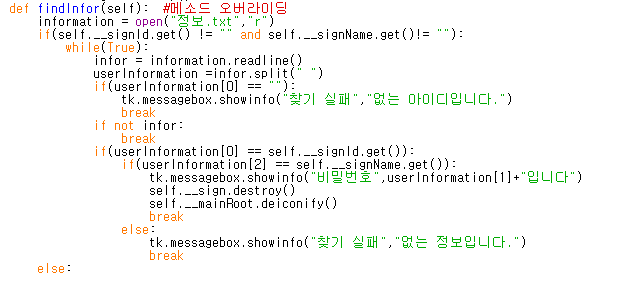 def findInfor(self):  #메소드 오버라이딩
    information = open("정보.txt","r")
    if(self.__signId.get() != "" and self.__signName.get()!= ""):
        while(True):
            infor = information.readline()
            userInformation =infor.split(" ")
            if(userInformation[0] == ""):
                tk.messagebox.showinfo("찾기 실패","없는 아이디입니다.")
                break
            if not infor:
                break
            if(userInformation[0] == self.__signId.get()):
                if(userInformation[2] == self.__signName.get()):
                    tk.messagebox.showinfo("비밀번호",userInformation[1]+"입니다")
                    self.__sign.destroy()
                    self.__mainRoot.deiconify()
                    break
                else:
                    tk.messagebox.showinfo("찾기 실패","없는 정보입니다.")
                    break
    else: